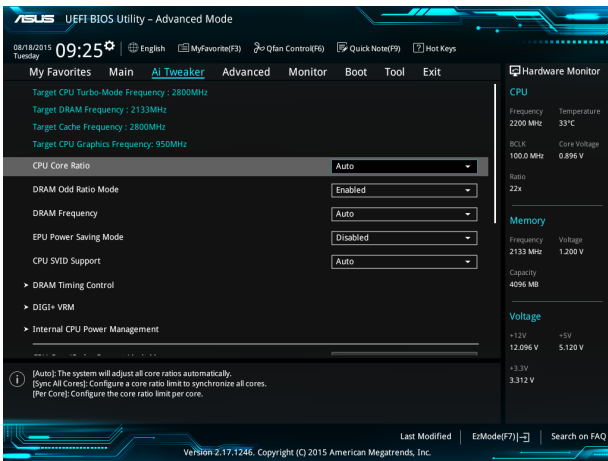 ASUS UEFI BIOS Utility – Advanced Mode
08/18/2015 Tuesday 09:25 English MyFavorite(F3) Qfan Control(F6) Quick Note(F9) ? Hot Keys
My Favorites Main Ai Tweaker Advanced Monitor Boot Tool Exit
Target CPU Turbo-Mode Frequency : 2800MHz
Target DRAM Frequency : 2133MHz
Target Cache Frequency : 2800MHz
Target CPU Graphics Frequency: 950MHz
CPU Core Ratio Auto
DRAM Odd Ratio Mode Enabled
DRAM Frequency Auto
EPU Power Saving Mode Disabled
CPU SVID Support Auto
> DRAM Timing Control
> DIGI+ VRM
> Internal CPU Power Management
[Auto]: The system will adjust all core ratios automatically.
[Sync All Cores]: Configure a core ratio limit to synchronize all cores.
[Per Core]: Configure the core ratio limit per core.
Hardware Monitor
CPU
Frequency Temperature
2200 MHz 33°C
BCLK Core Voltage
100.0 MHz 0.896 V
Ratio
22x
Memory
Frequency Voltage
2133 MHz 1.200 V
Capacity
4096 MB
Voltage
+12V +5V
12.096 V 5.120 V
+3.3V
3.312 V
Last Modified EzMode(F7) Search on FAQ
Version 2.17.1246. Copyright (C) 2015 American Megatrends, Inc.